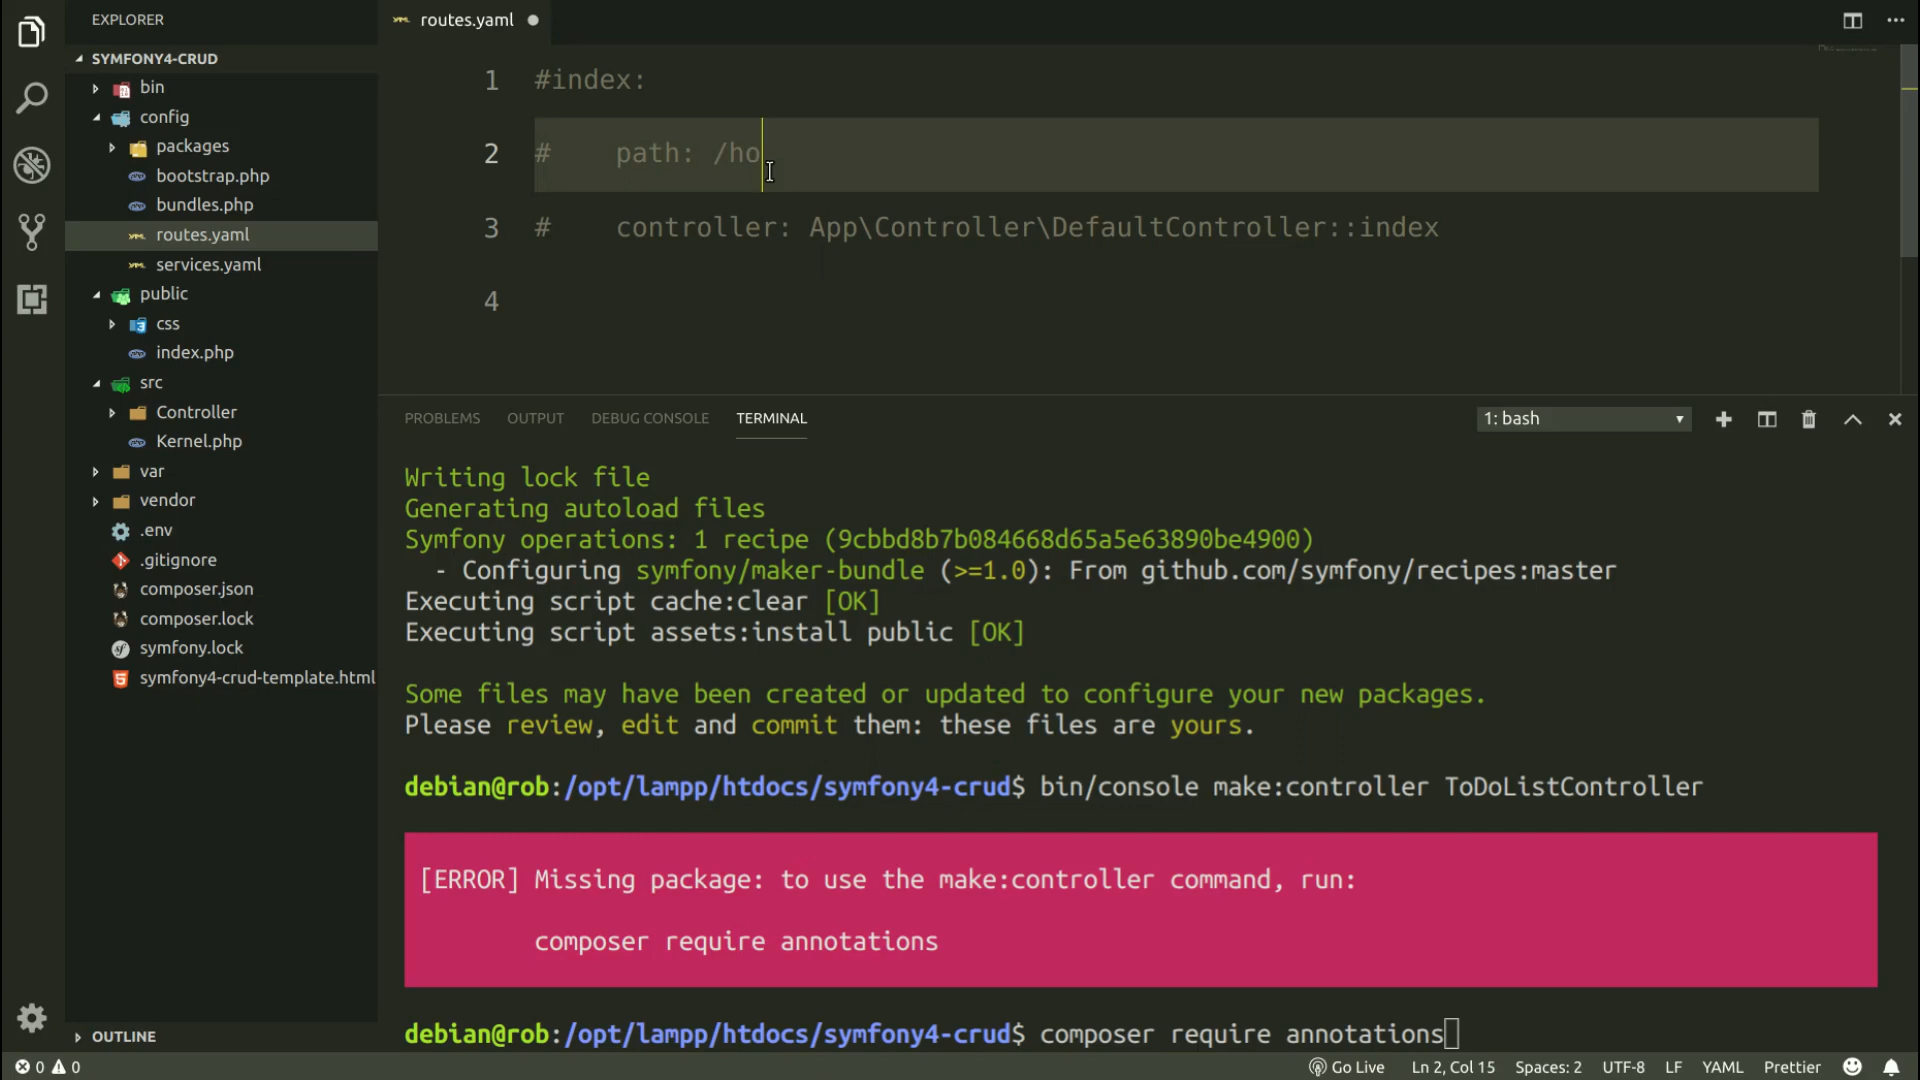 EXPLORER
SYMFONY4-CRUD
bin
config
packages
bootstrap.php
bundles.php
routes.yaml
services.yaml
public
css
index.php
src
Controller
Kernel.php
var
vendor
.env
.gitignore
composer.json
composer.lock
symfony.lock
symfony4-crud-template.html
OUTLINE
routes.yaml
1 #index:
2 #    path: /ho
3 #    controller: App\Controller\DefaultController::index
4
PROBLEMS OUTPUT DEBUG CONSOLE TERMINAL 1: bash
Writing lock file
Generating autoload files
Symfony operations: 1 recipe (9cbbd8b7b084668d65a5e63890be4900)
  - Configuring symfony/maker-bundle (>=1.0): From github.com/symfony/recipes:master
Executing script cache:clear [OK]
Executing script assets:install public [OK]
Some files may have been created or updated to configure your new packages.
Please review, edit and commit them: these files are yours.
debian@rob:/opt/lampp/htdocs/symfony4-crud$ bin/console make:controller ToDoListController
[ERROR] Missing package: to use the make:controller command, run:
composer require annotations
debian@rob:/opt/lampp/htdocs/symfony4-crud$ composer require annotations
0 0 Go Live Ln 2, Col 15 Spaces: 2 UTF-8 LF YAML Prettier